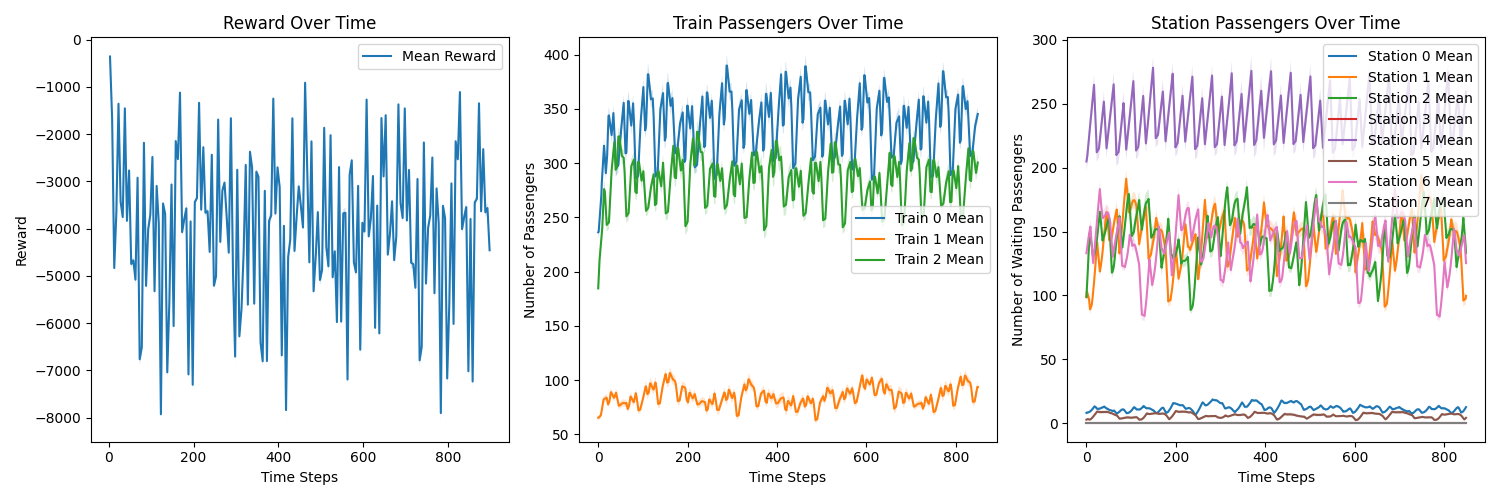 Reward Over Time
Mean Reward
0
−1000
−2000
−3000
−4000
−5000
−6000
−7000
−8000
Reward
0
200
400
600
800
Time Steps
Train Passengers Over Time
400
350
300
250
200
150
100
50
Number of Passengers
Train 0 Mean
Train 1 Mean
Train 2 Mean
0
200
400
600
800
Time Steps
Station Passengers Over Time
300
250
200
150
100
50
0
Number of Waiting Passengers
Station 0 Mean
Station 1 Mean
Station 2 Mean
Station 3 Mean
Station 4 Mean
Station 5 Mean
Station 6 Mean
Station 7 Mean
0
200
400
600
800
Time Steps